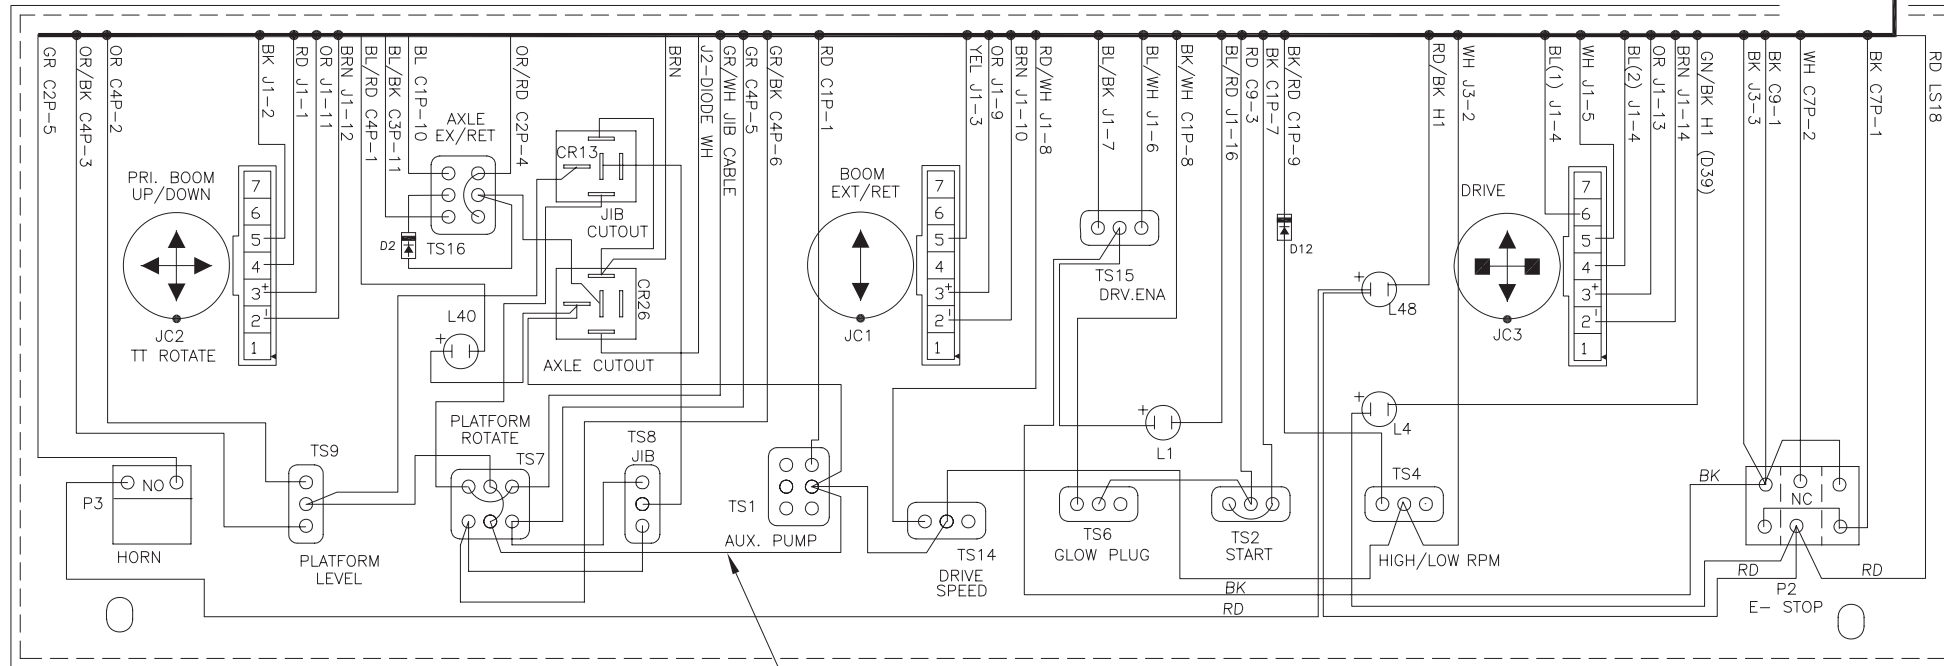 GR C2P-5
OR/BK C4P-3
OR C4P-2
BK J1-2
RD J1-1
OR J1-11
BRN J1-12
BL/RD C4P-1
BL/BK C3P-11
BL C1P-10
OR/RD C2P-4
BRN
J2-DIODE WH
GR/WH JIB CABLE
GR C4P-5
GR/BK C4P-6
RD C1P-1
YEL J1-3
OR J1-9
BRN J1-10
RD/WH J1-8
BL/BK J1-7
BL/WH J1-6
BK/WH C1P-8
BL/RD J1-16
RD C9-3
BK C1P-7
BK/RD C1P-9
RD/BK H1
WH J3-2
BL(1) J1-4
WH J1-5
BL(2) J1-4
OR J1-13
BRN J1-14
GN/BK H1 (D39)
BK J3-3
BK C9-1
WH C7P-2
BK C7P-1
RD LS18
PRI. BOOM
UP/DOWN
7
6
5
4
3+
2-
1
JC2
TT ROTATE
AXLE
EX/RET
TS16
D2
L40
+
CR13
JIB
CUTOUT
CR26
AXLE CUTOUT
BOOM
EXT/RET
JC1
7
6
5
4
3+
2-
1
TS15
DRV.ENA
D12
+
L48
DRIVE
JC3
7
6
5
4
3+
2-
1
+
L4
+
L1
P3
NO
HORN
TS9
PLATFORM
LEVEL
PLATFORM
ROTATE
TS7
TS8
JIB
TS1
AUX. PUMP
TS14
DRIVE
SPEED
TS6
GLOW PLUG
TS2
START
TS4
HIGH/LOW RPM
BK
NC
BK
RD
RD
RD
P2
E- STOP